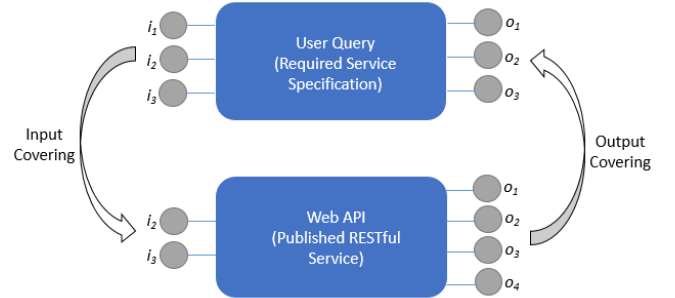 i1
i2
i3
User Query
(Required Service
Specification)
o1
o2
o3
Input
Covering
Output
Covering
i2
i3
Web API
(Published RESTful
Service)
o1
o2
o3
o4